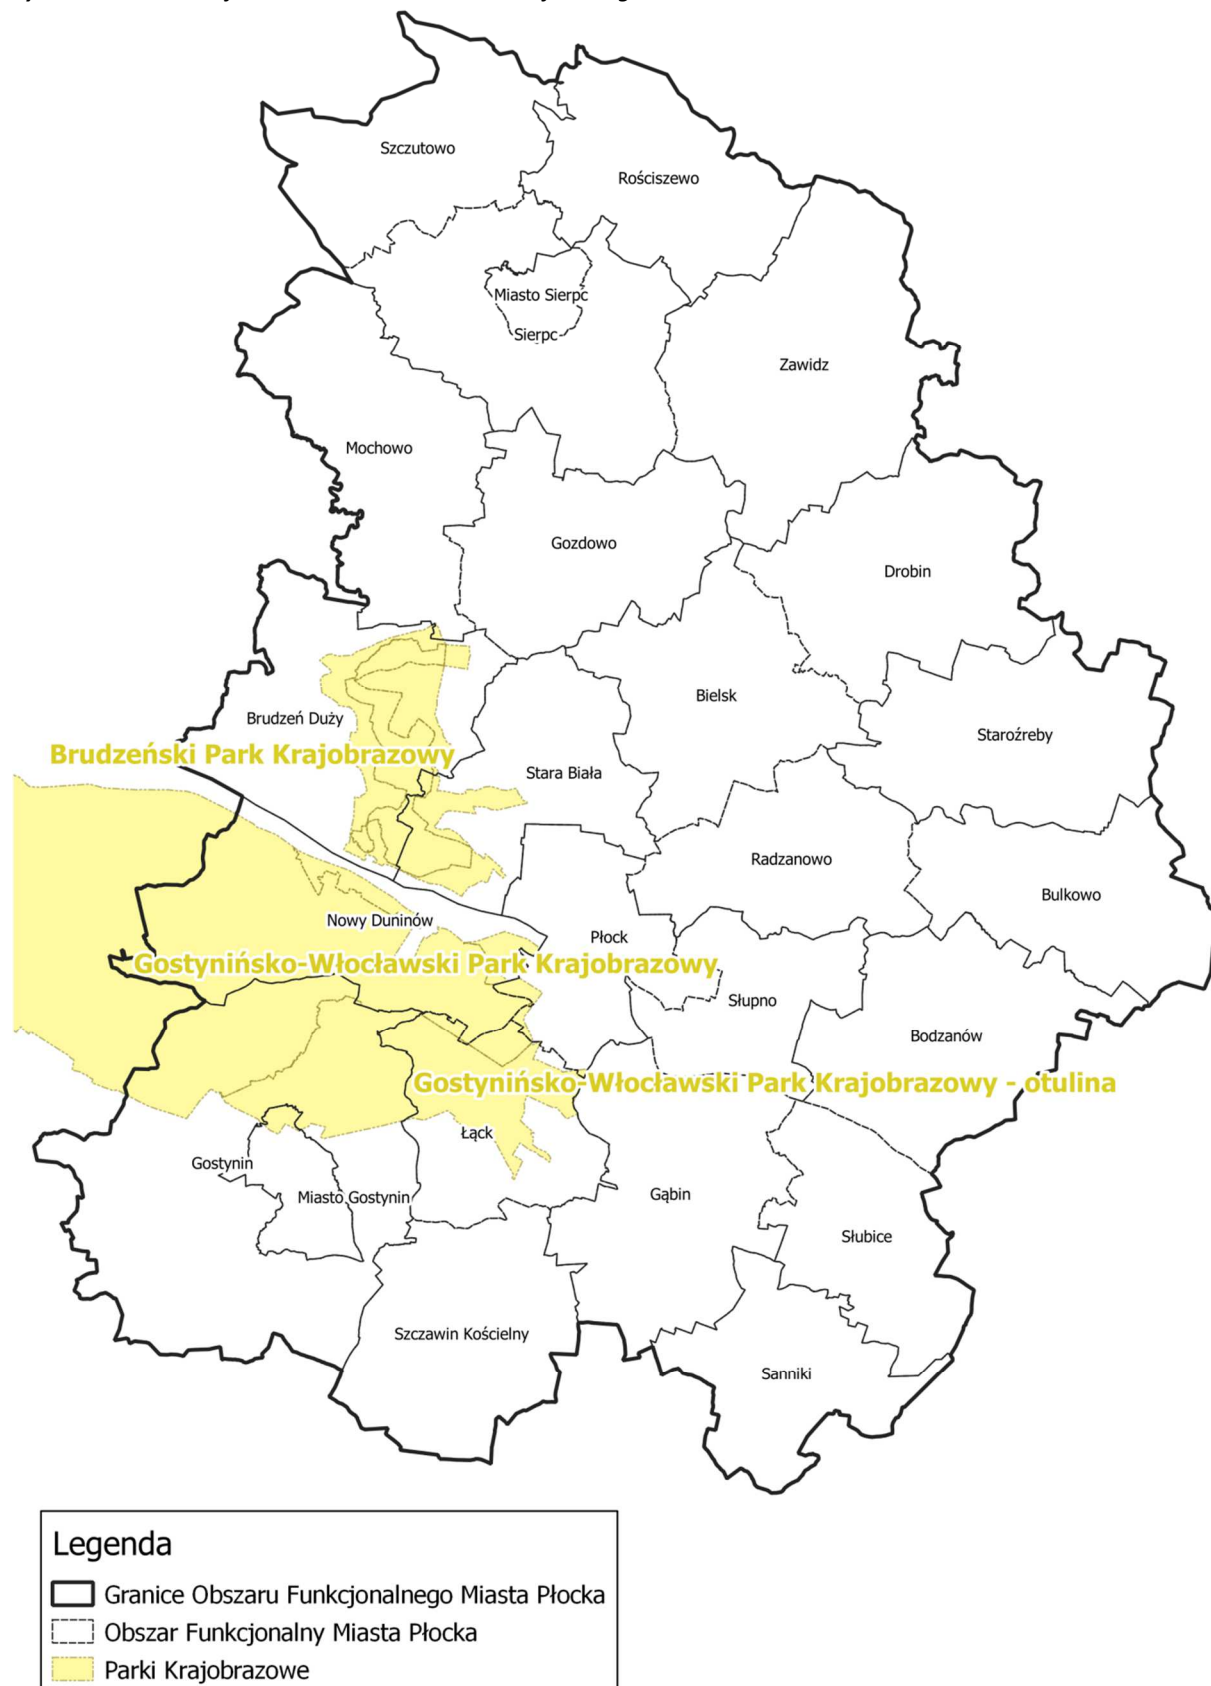 Szczutowo
Rościszewo
Miasto Sierpc
Sierpc
Zawidz
Mochowo
Gozdowo
Drobin
Bielsk
Brudzeń Duży
Staroźreby
Brudzeński Park Krajobrazowy
Stara Biała
Radzanowo
Bulkowo
Nowy Duninów
Płock
Gostynińsko-Włocławski Park Krajobrazowy
Słupno
Bodzanów
Gostynińsko-Włocławski Park Krajobrazowy - otulina
Łąck
Gostynin
Miasto Gostynin
Gąbin
Słubice
Szczawin Kościelny
Sanniki
Legenda
Granice Obszaru Funkcjonalnego Miasta Płocka
Obszar Funkcjonalny Miasta Płocka
Parki Krajobrazowe